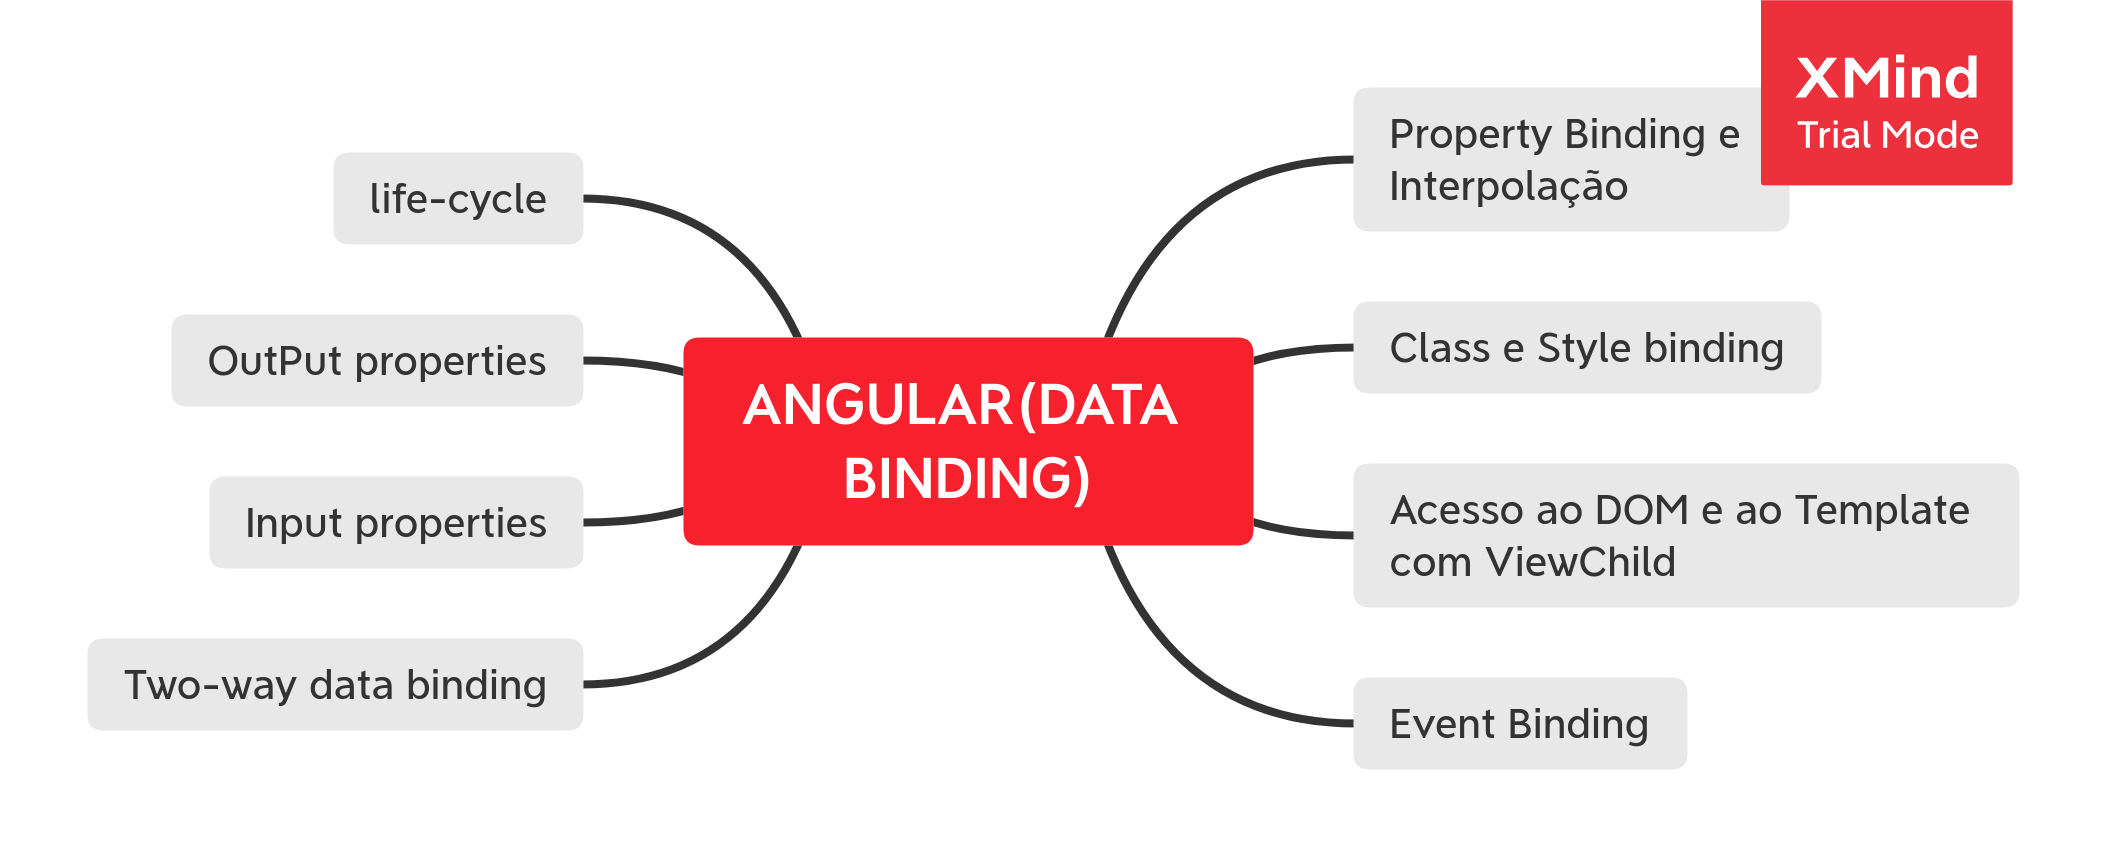 XMind
Trial Mode
life-cycle
OutPut properties
Input properties
Two-way data binding
ANGULAR(DATA
BINDING)
Property Binding e
Interpolação
Class e Style binding
Acesso ao DOM e ao Template
com ViewChild
Event Binding